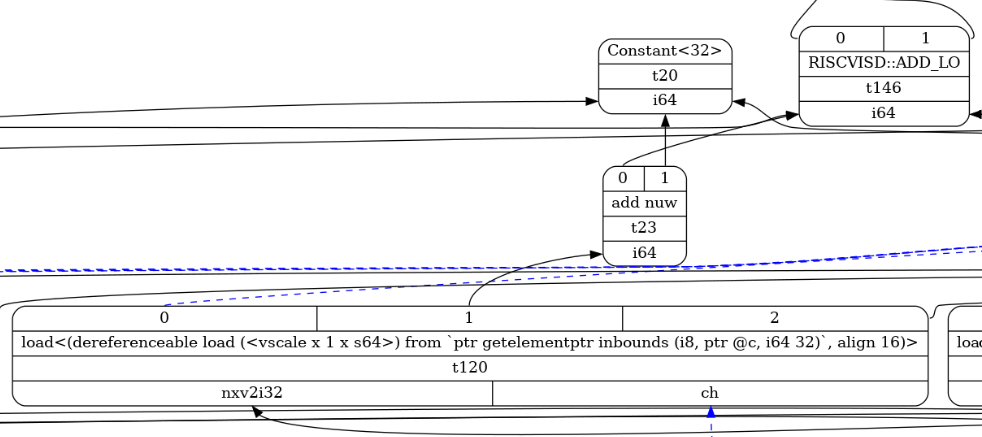 0 1
Constant<32>
RISCVISD::ADD_LO
t20
t146
i64
i64
0 1
add nuw
t23
i64
0 1 2
load<(dereferenceable load (<vscale x 1 x s64>) from `ptr getelementptr inbounds (i8, ptr @c, i64 32)`, align 16)>
t120
nxv2i32 ch